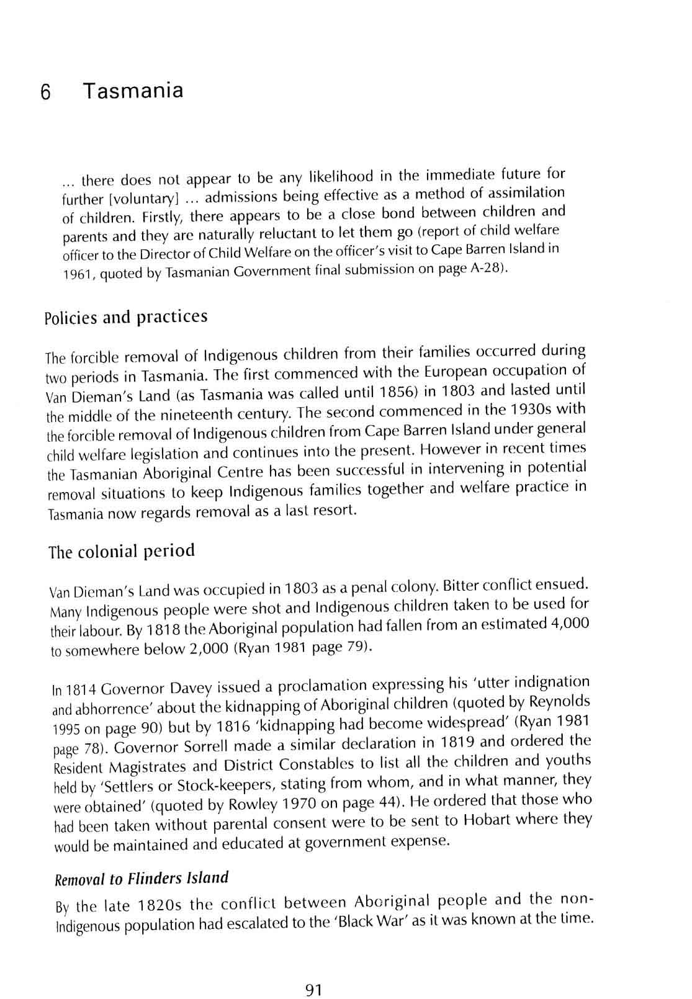 6 Tasmania
... there does not appear to be any likelihood in the immediate future for
further [voluntary] ... admissions being effective as a method of assimilation
of children. Firstly, there appears to be a close bond between children and
parents and they are naturally reluctant to let them go (report of child welfare
officer to the Director of Child Welfare on the officer's visit to Cape Barren Island in
1961, quoted by Tasmanian Government final submission on page A-28).
Policies and practices
The forcible removal of Indigenous children from their families occurred during
two periods in Tasmania. The first commenced with the European occupation of
Van Dieman's Land (as Tasmania was called until 1856) in 1803 and lasted until
the middle of the nineteenth century. The second commenced in the 1930s with
the forcible removal of Indigenous children from Cape Barren Island under general
child welfare legislation and continues into the present. However in recent times
the Tasmanian Aboriginal Centre has been successful in intervening in potential
removal situations to keep Indigenous families together and welfare practice in
Tasmania now regards removal as a last resort.
The colonial period
Van Dieman's Land was occupied in 1803 as a penal colony. Bitter conflict ensued.
Many Indigenous people were shot and Indigenous children taken to be used for
their labour. By 1818 the Aboriginal population had fallen from an estimated 4,000
to somewhere below 2,000 (Ryan 1981 page 79).
In 1814 Governor Davey issued a proclamation expressing his 'utter indignation
and abhorrence' about the kidnapping of Aboriginal children (quoted by Reynolds
1995 on page 90) but by 1816 'kidnapping had become widespread' (Ryan 1981
page 78). Governor Sorrell made a similar declaration in 1819 and ordered the
Resident Magistrates and District Constables to list all the children and youths
held by 'Settlers or Stock-keepers, stating from whom, and in what manner, they
were obtained' (quoted by Rowley 1970 on page 44). He ordered that those who
had been taken without parental consent were to be sent to Hobart where they
would be maintained and educated at government expense.
Removal to Flinders Island
By the late 1820s the conflict between Aboriginal people and the non-
Indigenous population had escalated to the 'Black War' as it was known at the time.
91